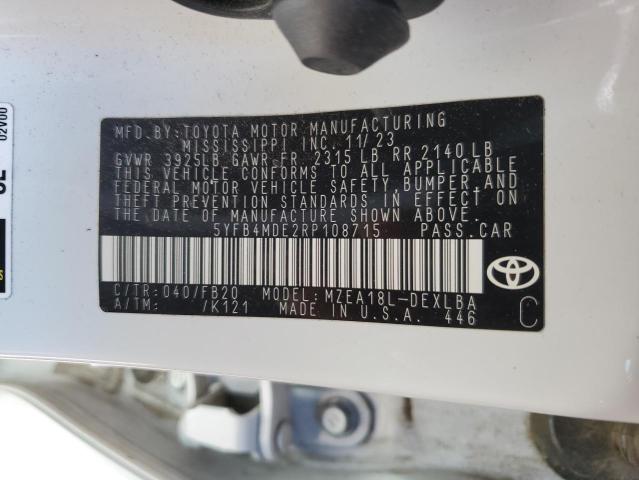 MFD.BY:TOYOTA MOTOR MANUFACTURING
MISSISSIPPI INC. 11/23
GVWR 3925LB GAWR FR 2315 LB RR 2140 LB
THIS VEHICLE CONFORMS TO ALL APPLICABLE
FEDERAL MOTOR VEHICLE SAFETY, BUMPER, AND
THEFT PREVENTION STANDARDS IN EFFECT ON
THE DATE OF MANUFACTURE SHOWN ABOVE.
5YFB4MDE2RP108715 PASS.CAR
C/TR: 040/FB20 MODEL: MZEA18L-DEXLBA
A/TM: /K121 MADE IN U.S.A. 446
C
02V00